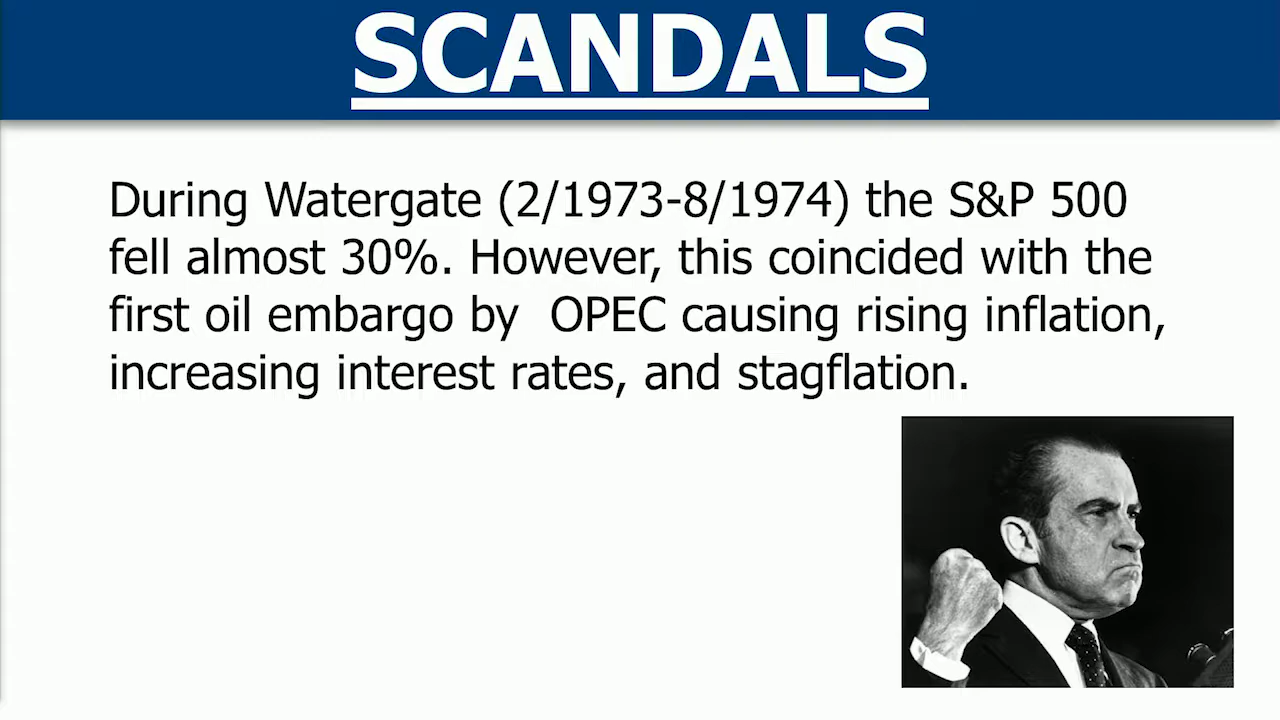 SCANDALS
During Watergate (2/1973-8/1974) the S&P 500
fell almost 30%. However, this coincided with the
first oil embargo by  OPEC causing rising inflation,
increasing interest rates, and stagflation.